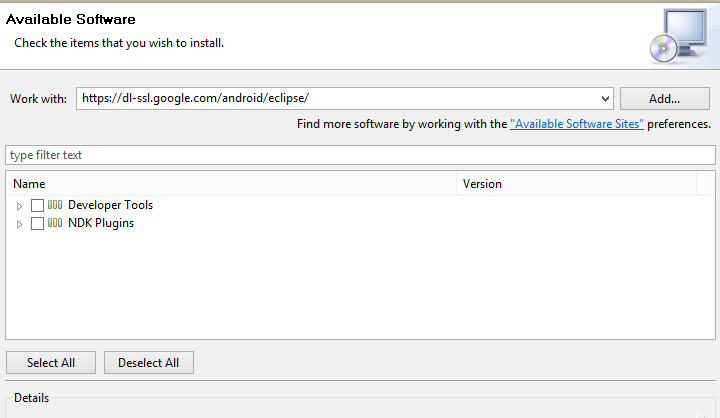 Available Software
Check the items that you wish to install.
Work with: https://dl-ssl.google.com/android/eclipse/ Add...
Find more software by working with the "Available Software Sites" preferences.
type filter text
Name Version
Developer Tools
NDK Plugins
Select All Deselect All
Details